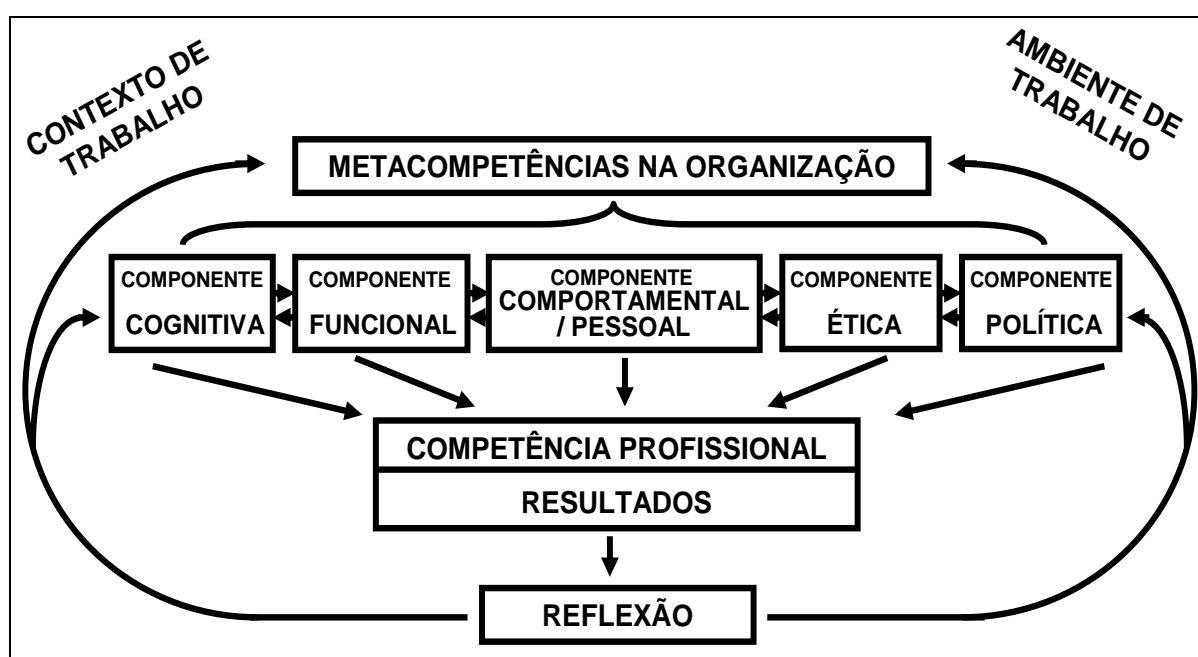 CONTEXTO DE
TRABALHO
AMBIENTE DE
TRABALHO
METACOMPETÊNCIAS NA ORGANIZAÇÃO
COMPONENTE
COGNITIVA
COMPONENTE
FUNCIONAL
COMPONENTE
COMPORTAMENTAL
/ PESSOAL
COMPONENTE
ÉTICA
COMPONENTE
POLÍTICA
COMPETÊNCIA PROFISSIONAL
RESULTADOS
REFLEXÃO